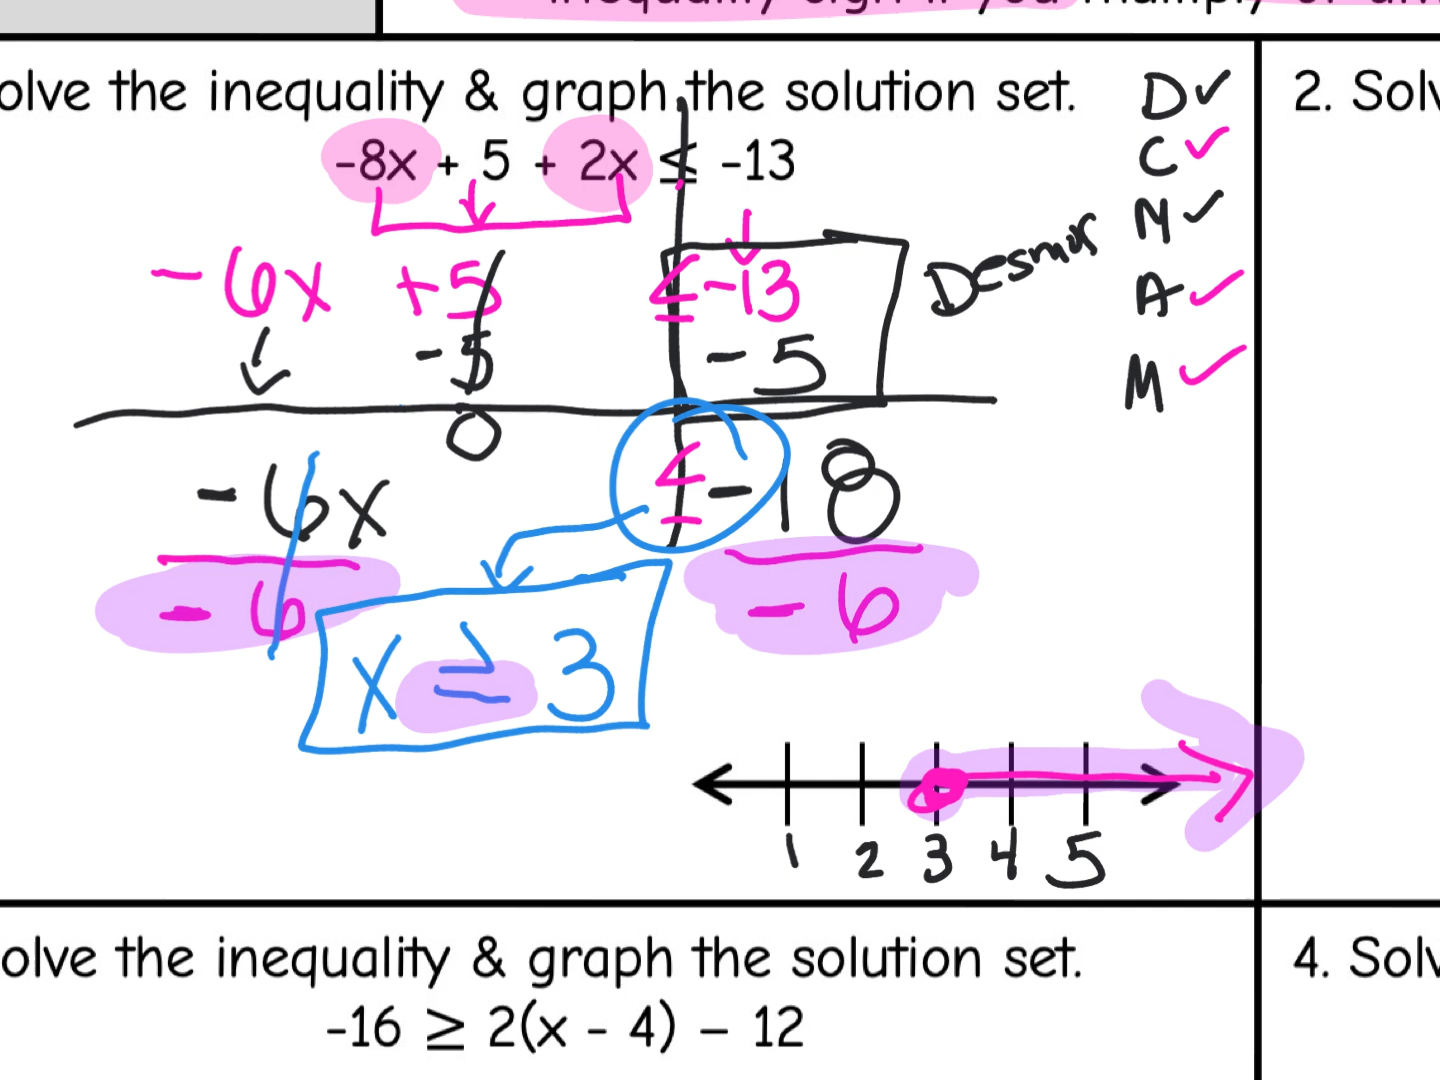 olve the inequality & graph the solution set.
-8x + 5 + 2x ≤ -13
-6x +5 ≤ -13
-5 -5
0
-6x ≤ -18
-6 -6
x ≥ 3
1 2 3 4 5
Desmos
D✓
C✓
M✓
A✓
M✓
2. Solv
olve the inequality & graph the solution set.
-16 ≥ 2(x - 4) - 12
4. Solv